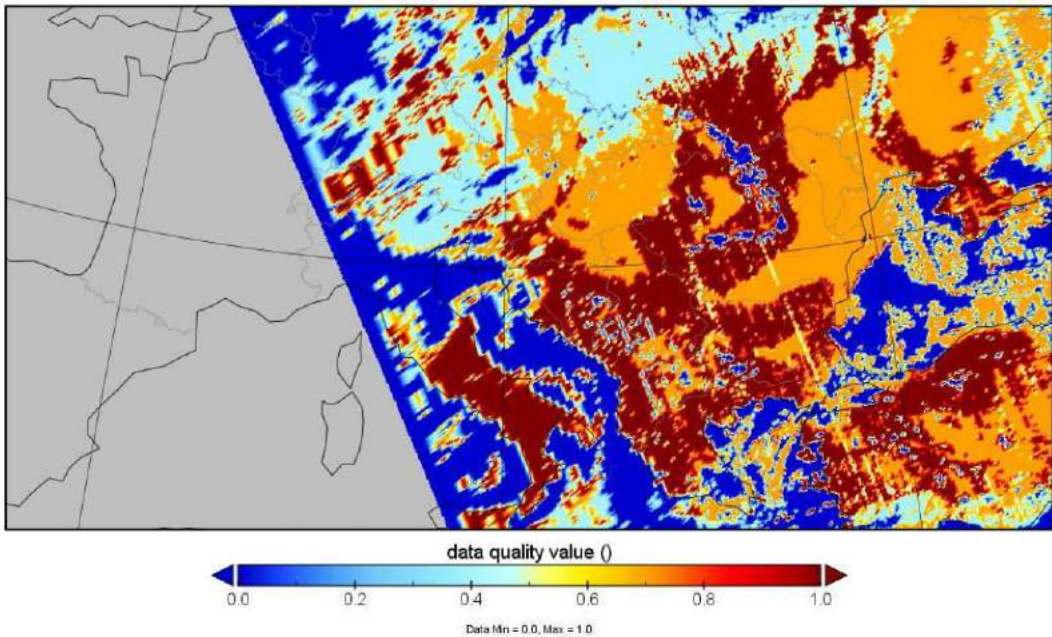 data quality value ()
0.0 0.2 0.4 0.6 0.8 1.0
Data Min = 0.0, Max = 1.0